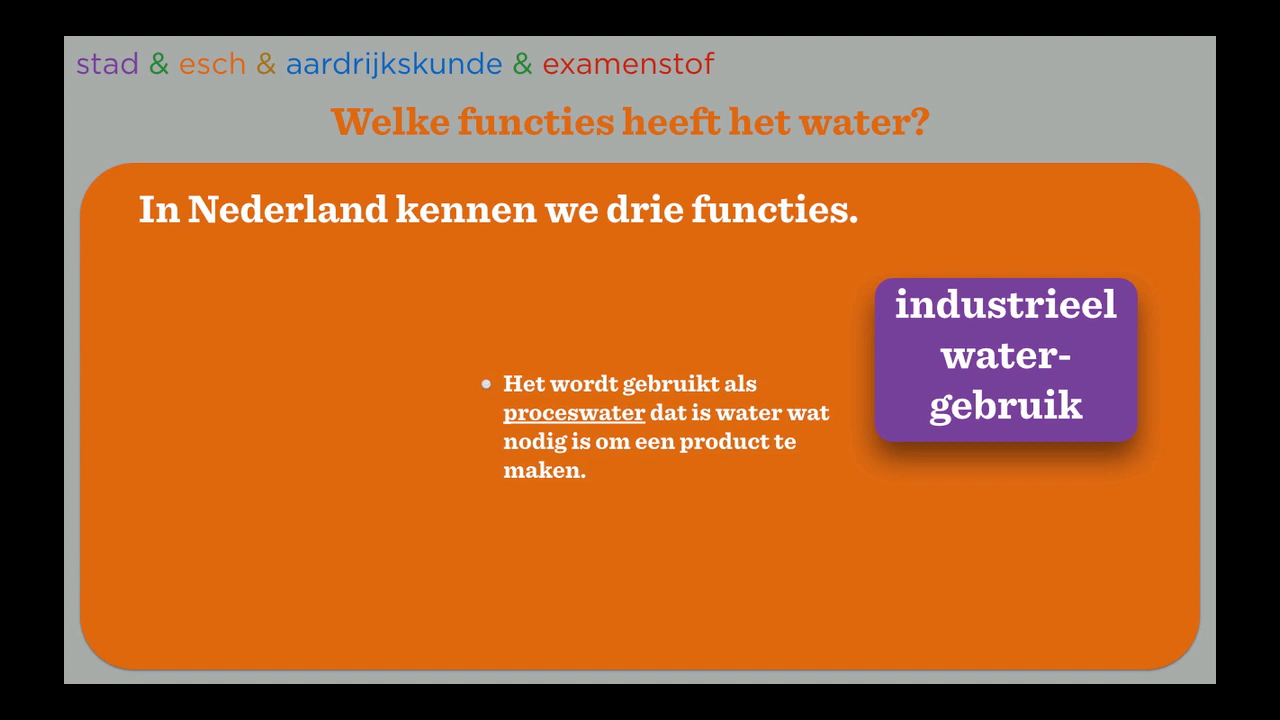 stad & esch & aardrijkskunde & examenstof
Welke functies heeft het water?
In Nederland kennen we drie functies.
industrieel
water-
gebruik
• Het wordt gebruikt als
proceswater dat is water wat
nodig is om een product te
maken.